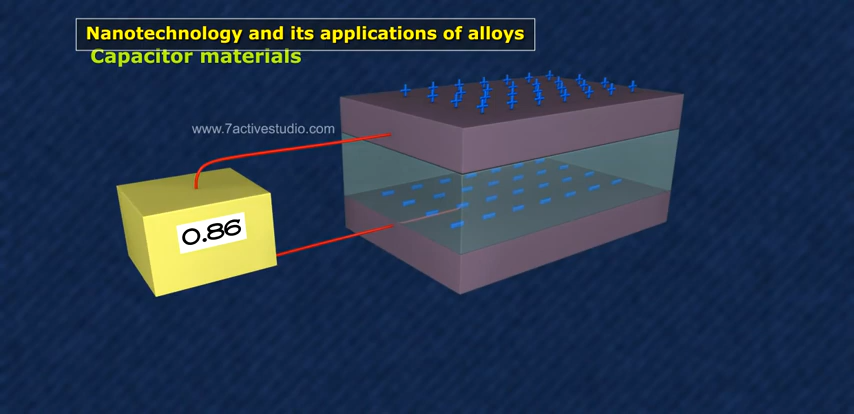 Nanotechnology and its applications of alloys
Capacitor materials
www.7activestudio.com
0.86